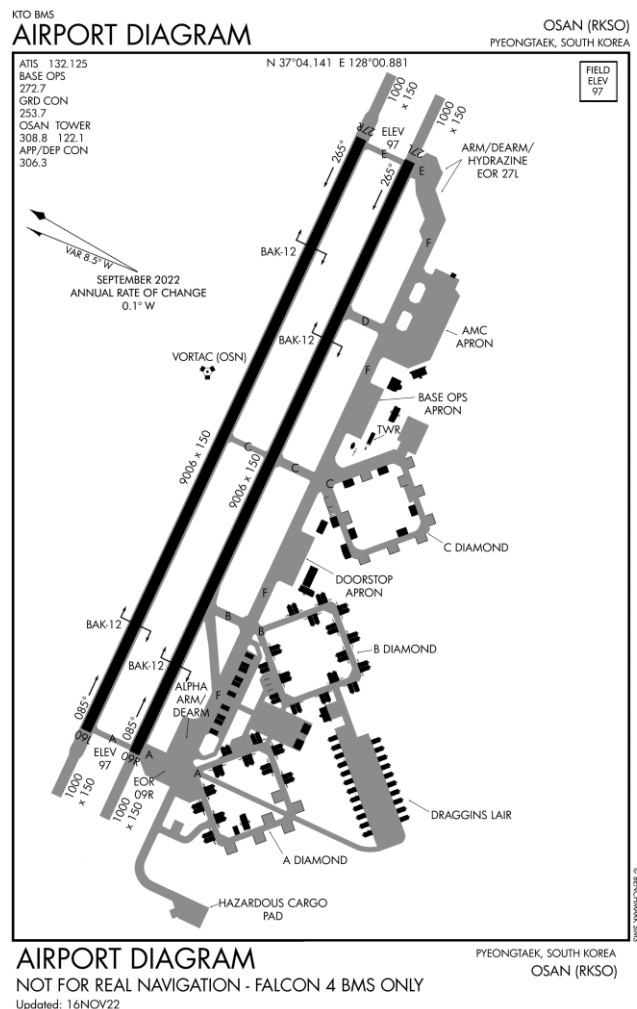 KTO BMS
AIRPORT DIAGRAM
OSAN (RKSO)
PYEONGTAEK, SOUTH KOREA
ATIS 132.125
BASE OPS
272.7
GRD CON
253.7
OSAN TOWER
308.8 122.1
APP/DEP CON
306.3
N 37°04.141 E 128°00.881
FIELD
ELEV
97
1000
x 150
1000
x 150
27R
ELEV
97
27L
E
E
265°
265°
ARM/DEARM/
HYDRAZINE
EOR 27L
F
VAR 8.5° W
SEPTEMBER 2022
ANNUAL RATE OF CHANGE
0.1° W
BAK-12
BAK-12
D
AMC
APRON
VORTAC (OSN)
F
BASE OPS
APRON
TWR
9006 x 150
9006 x 150
C
C
C
C DIAMOND
DOORSTOP
APRON
F
B
B
B DIAMOND
BAK-12
BAK-12
ALPHA
ARM/
DEARM
F
085°
085°
09L
A
ELEV
97
09R
A
EOR
09R
A
1000
x 150
1000
x 150
DRAGGINS LAIR
A DIAMOND
HAZARDOUS CARGO
PAD
© BENCHMARK SIMS
AIRPORT DIAGRAM
NOT FOR REAL NAVIGATION - FALCON 4 BMS ONLY
Updated: 16NOV22
PYEONGTAEK, SOUTH KOREA
OSAN (RKSO)